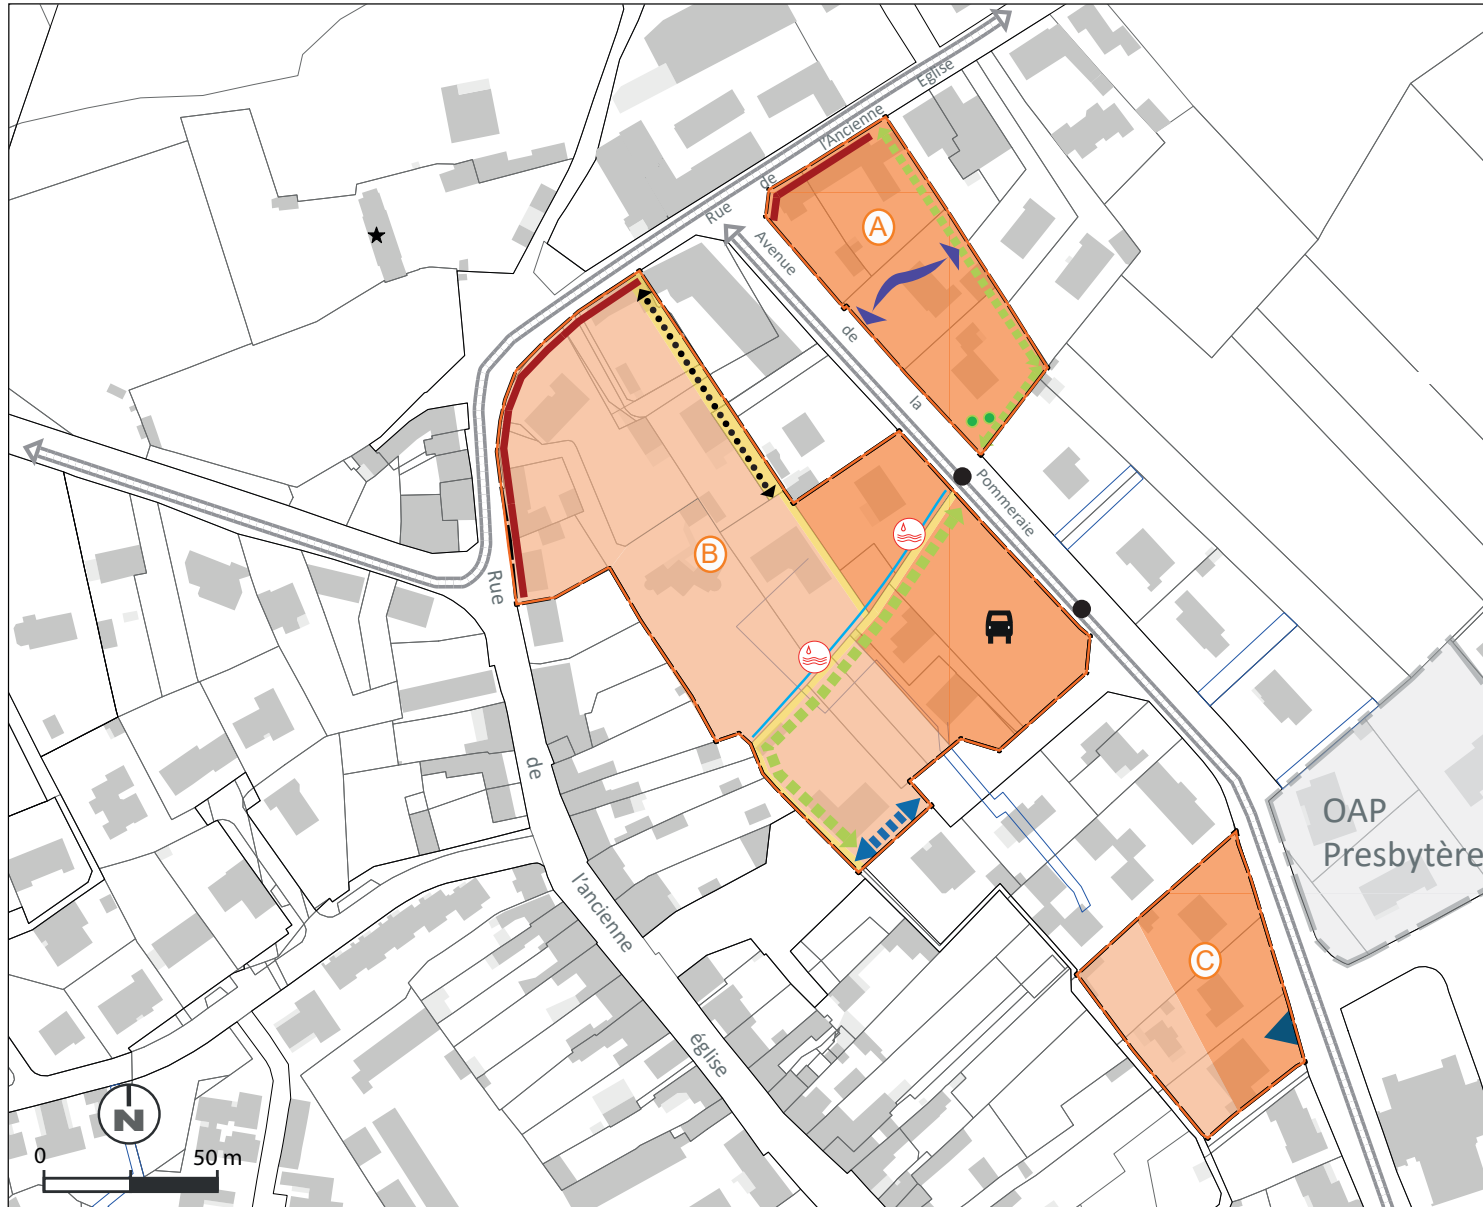 Rue de l'Ancienne Eglise
A
Avenue de la Pommeraie
B
Rue de l'ancienne église
OAP
Presbytère
C
N
0 50 m